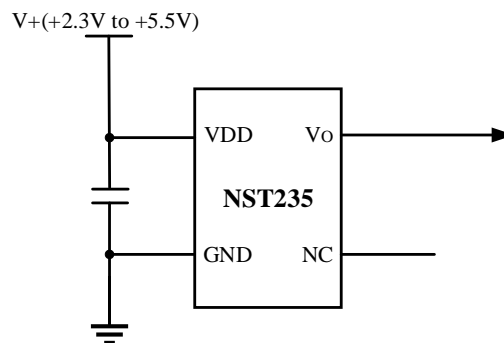 V+(+2.3V to +5.5V)
VDD
Vo
NST235
GND
NC